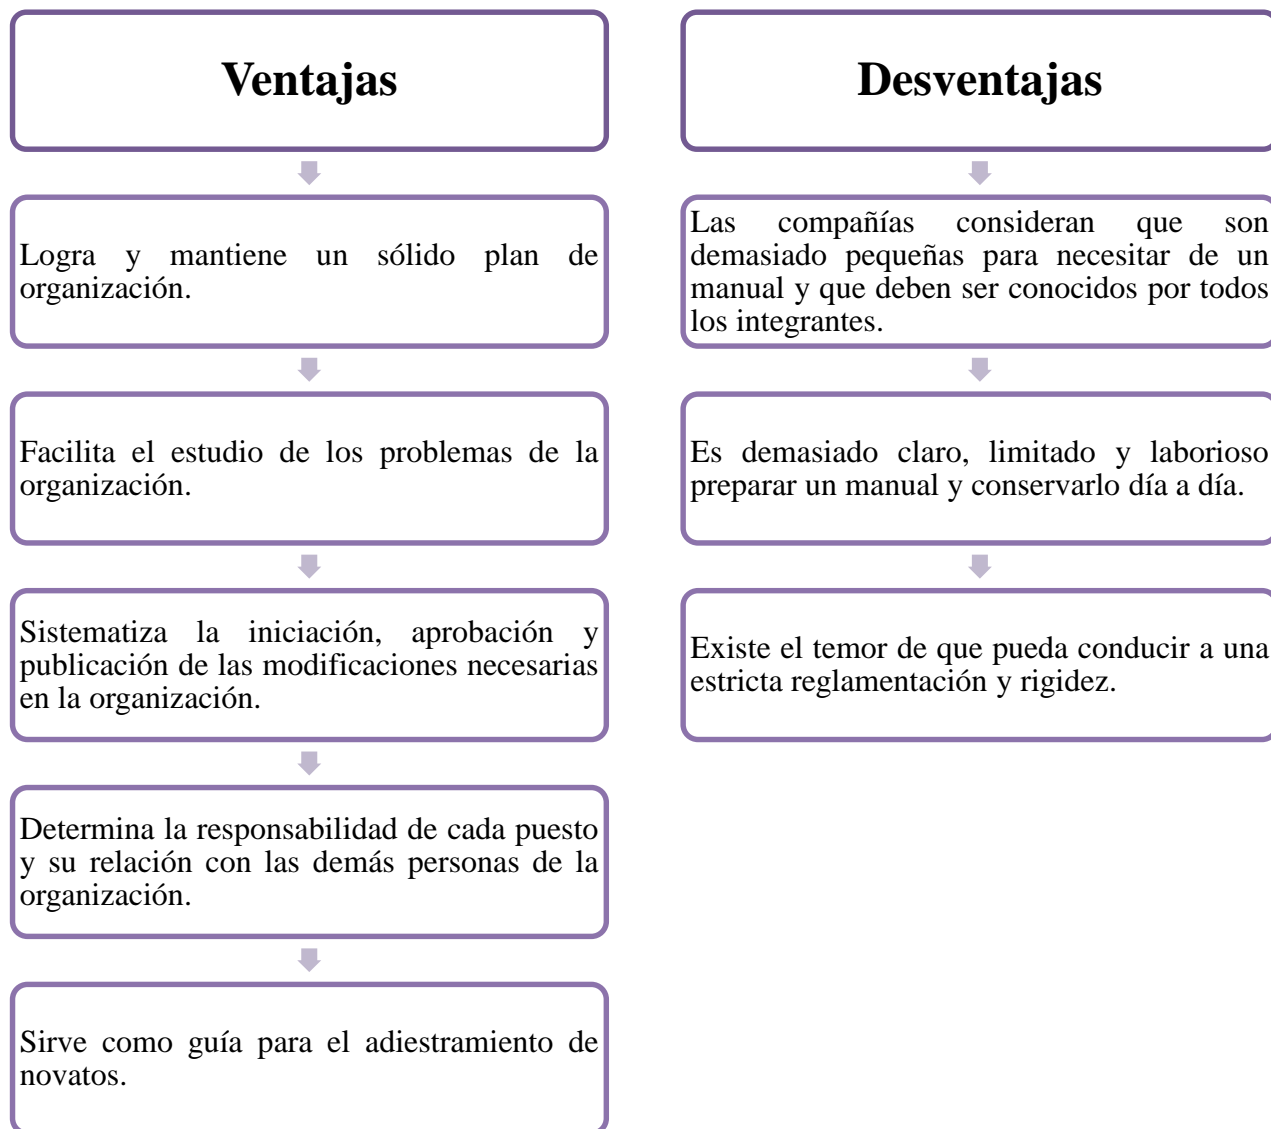 Ventajas
Logra y mantiene un sólido plan de
organización.
Facilita el estudio de los problemas de la
organización.
Sistematiza la iniciación, aprobación y
publicación de las modificaciones necesarias
en la organización.
Determina la responsabilidad de cada puesto
y su relación con las demás personas de la
organización.
Sirve como guía para el adiestramiento de
novatos.
Desventajas
Las compañías consideran que son
demasiado pequeñas para necesitar de un
manual y que deben ser conocidos por todos
los integrantes.
Es demasiado claro, limitado y laborioso
preparar un manual y conservarlo día a día.
Existe el temor de que pueda conducir a una
estricta reglamentación y rigidez.